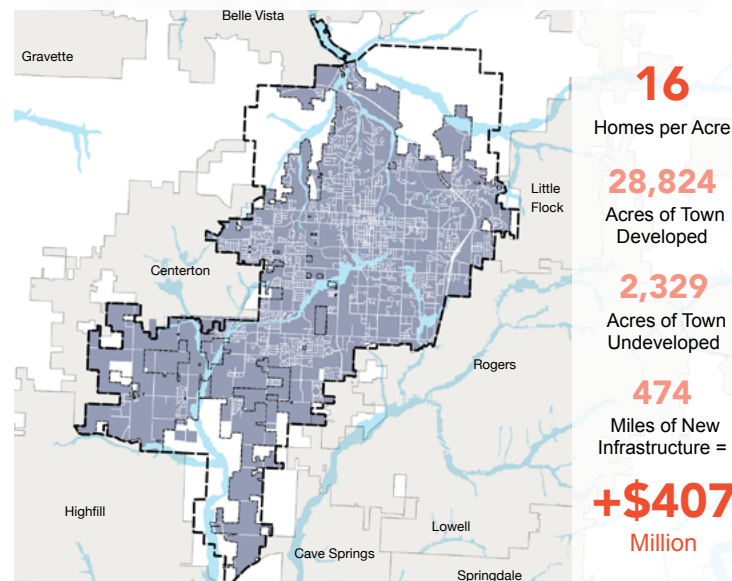 Belle Vista
Gravette
Little
Flock
Centerton
Rogers
Highfill
Lowell
Cave Springs
Springdale
16
Homes per Acre
28,824
Acres of Town
Developed
2,329
Acres of Town
Undeveloped
474
Miles of New
Infrastructure =
+$407
Million